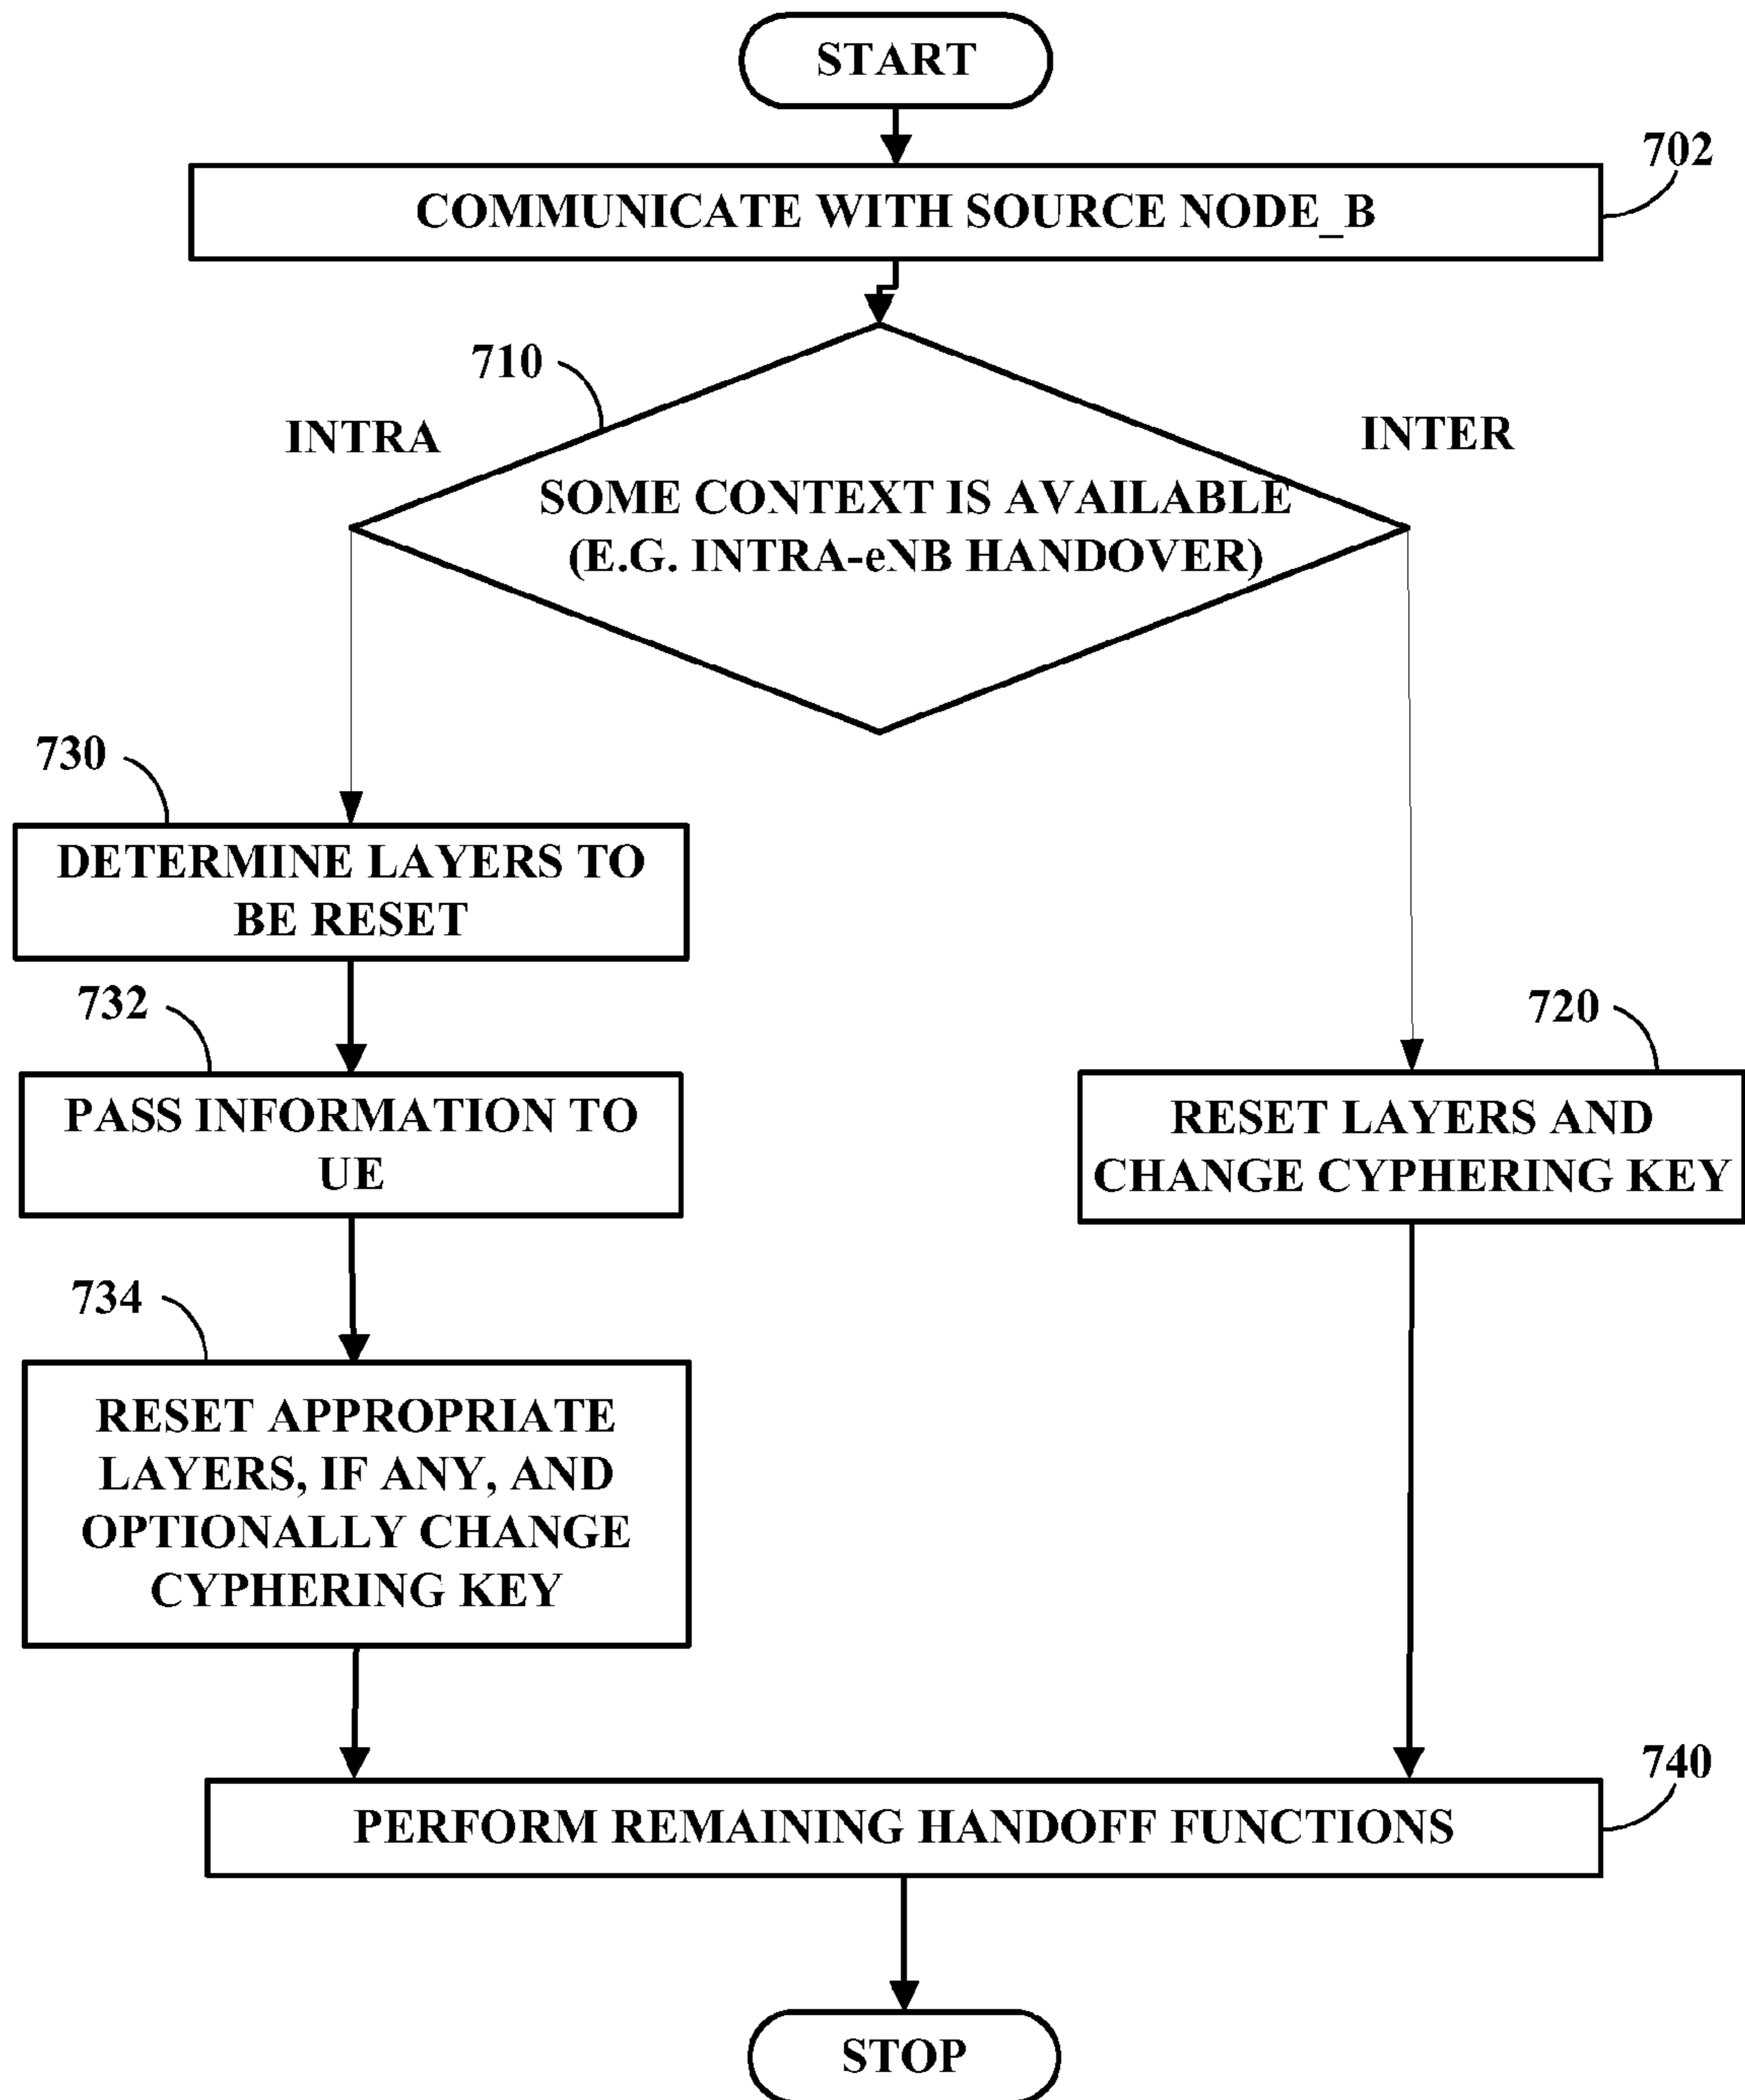 START
702
COMMUNICATE WITH SOURCE NODE_B
710
INTRA
INTER
SOME CONTEXT IS AVAILABLE
(E.G. INTRA-eNB HANDOVER)
730
DETERMINE LAYERS TO
BE RESET
732
720
PASS INFORMATION TO
UE
RESET LAYERS AND
CHANGE CYPHERING KEY
734
RESET APPROPRIATE
LAYERS, IF ANY, AND
OPTIONALLY CHANGE
CYPHERING KEY
740
PERFORM REMAINING HANDOFF FUNCTIONS
STOP